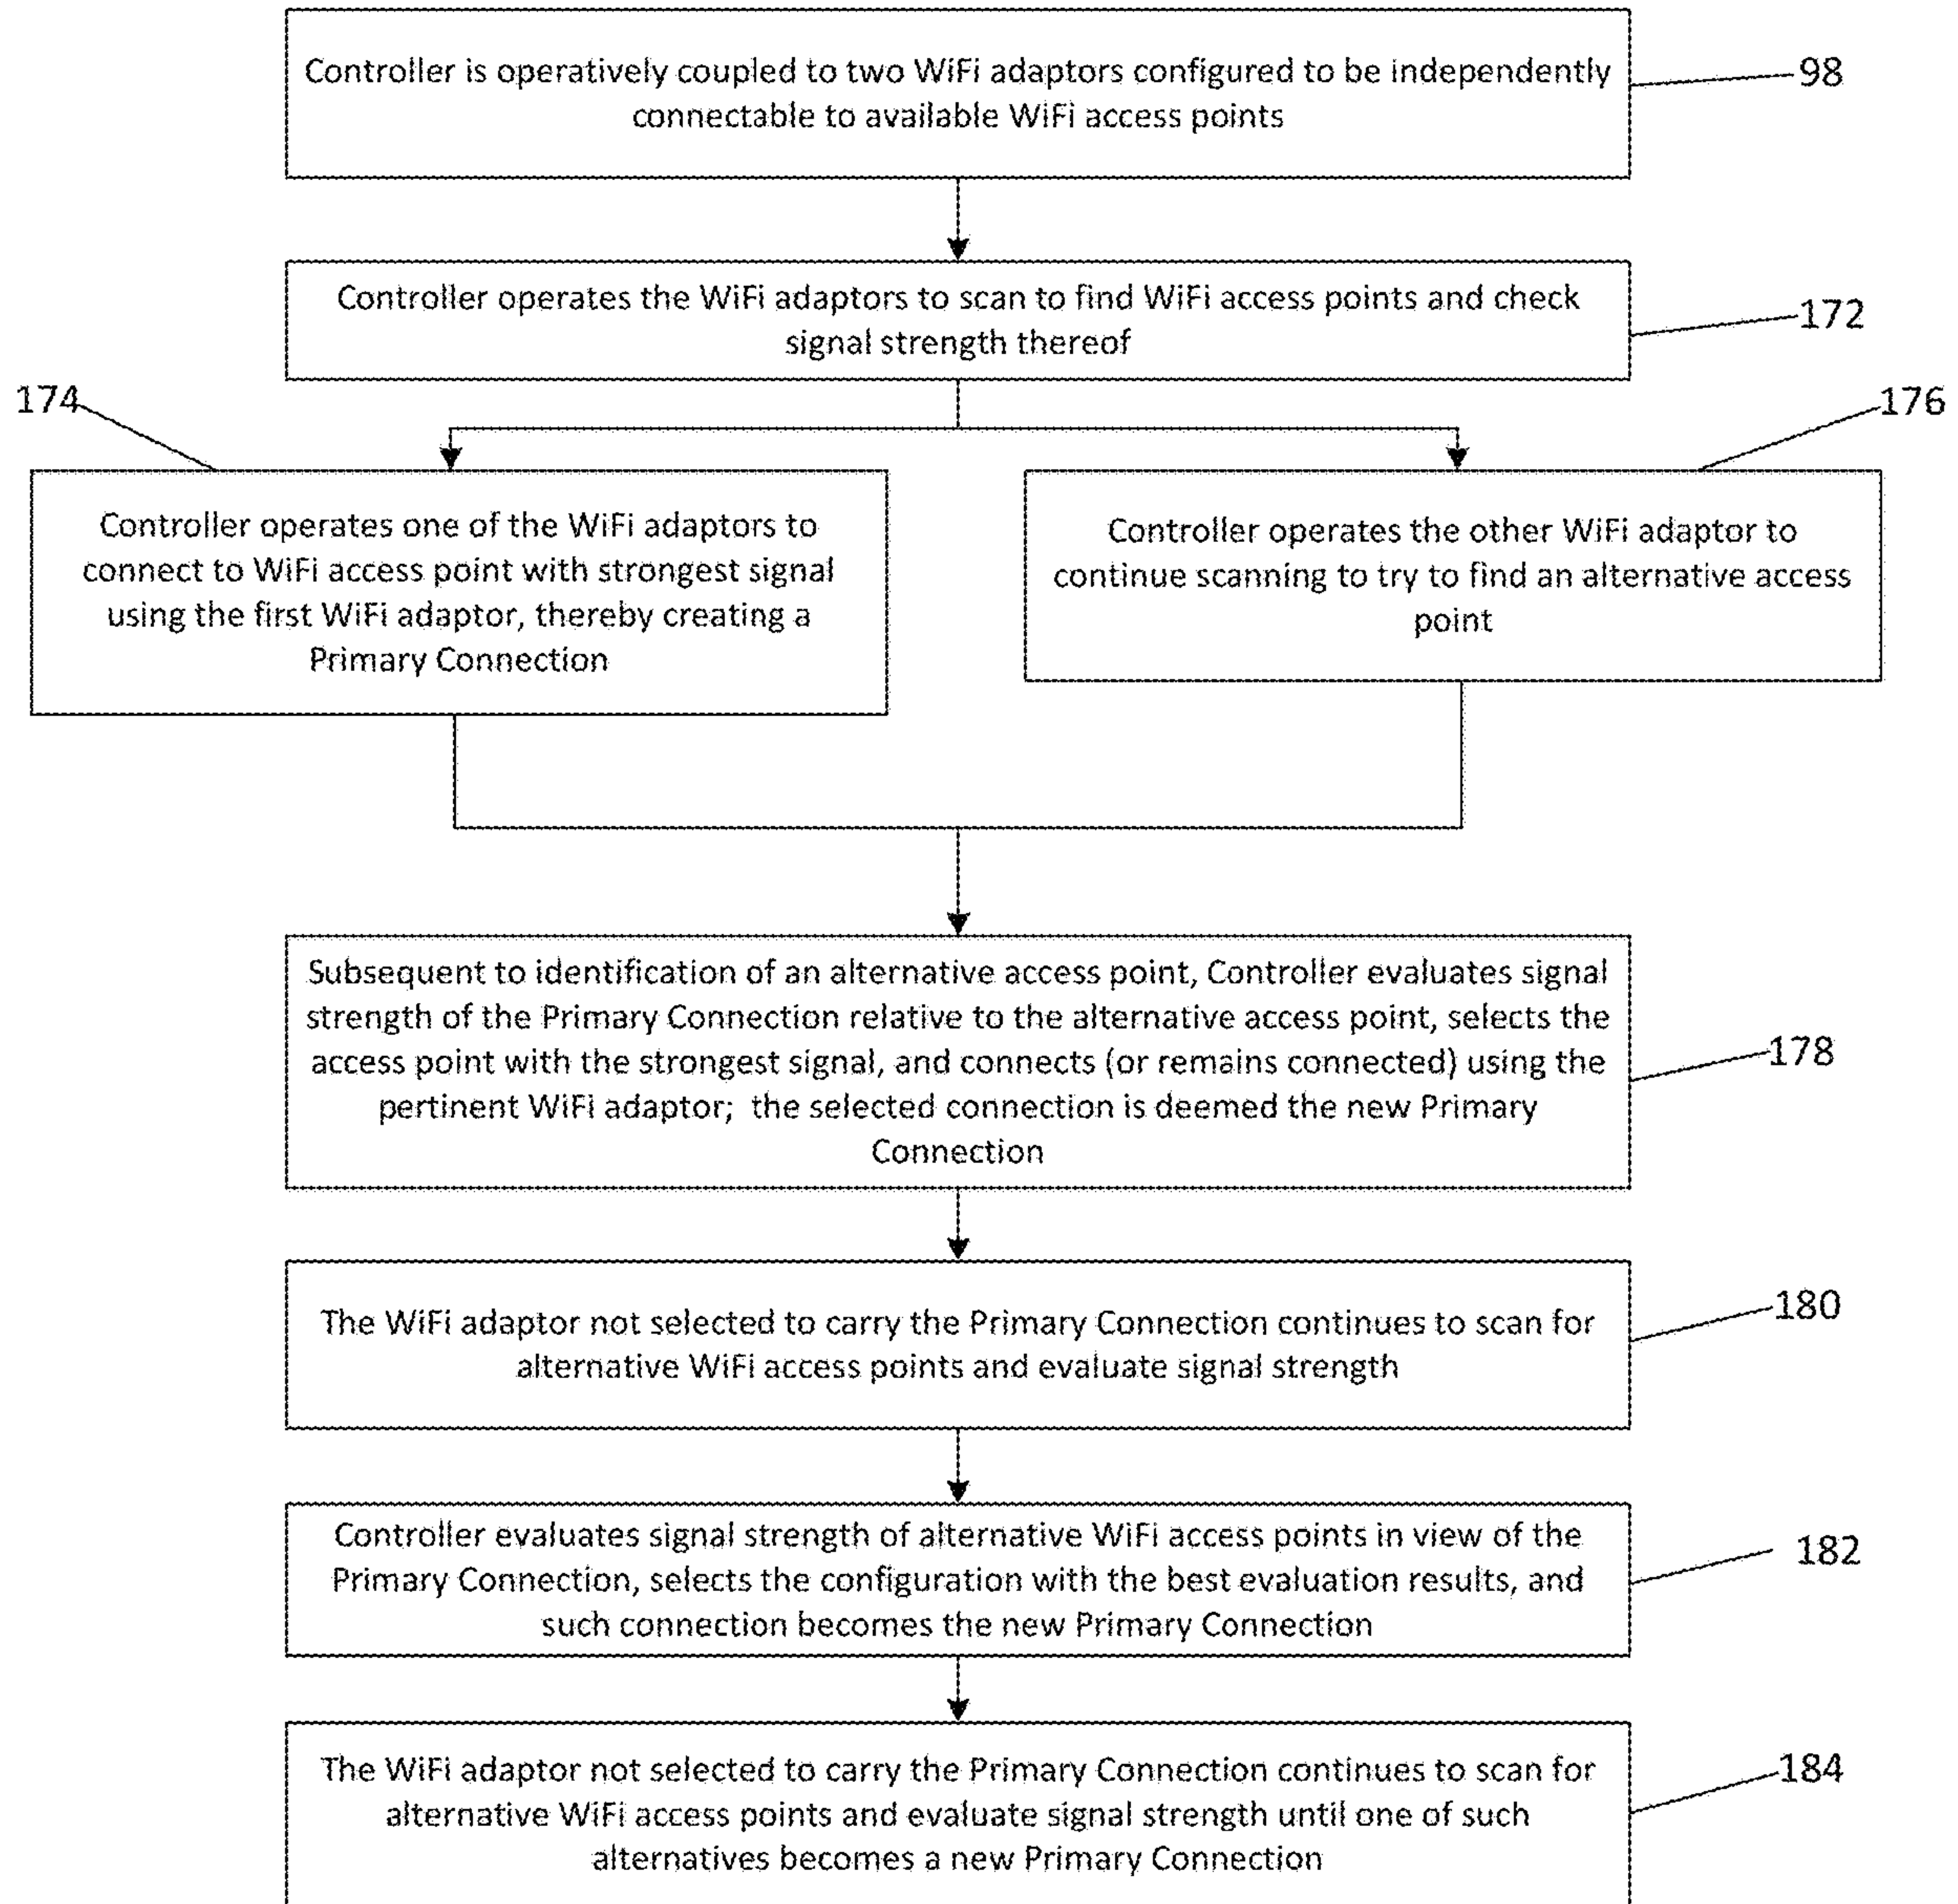 Controller is operatively coupled to two WiFi adaptors configured to be independently
connectable to available WiFi access points
98
Controller operates the WiFi adaptors to scan to find WiFi access points and check
signal strength thereof
172
174
176
Controller operates one of the WiFi adaptors to
connect to WiFi access point with strongest signal
using the first WiFi adaptor, thereby creating a
Primary Connection
Controller operates the other WiFi adaptor to
continue scanning to try to find an alternative access
point
Subsequent to identification of an alternative access point, Controller evaluates signal
strength of the Primary Connection relative to the alternative access point, selects the
access point with the strongest signal, and connects (or remains connected) using the
pertinent WiFi adaptor; the selected connection is deemed the new Primary
Connection
178
The WiFi adaptor not selected to carry the Primary Connection continues to scan for
alternative WiFi access points and evaluate signal strength
180
Controller evaluates signal strength of alternative WiFi access points in view of the
Primary Connection, selects the configuration with the best evaluation results, and
such connection becomes the new Primary Connection
182
The WiFi adaptor not selected to carry the Primary Connection continues to scan for
alternative WiFi access points and evaluate signal strength until one of such
alternatives becomes a new Primary Connection
184